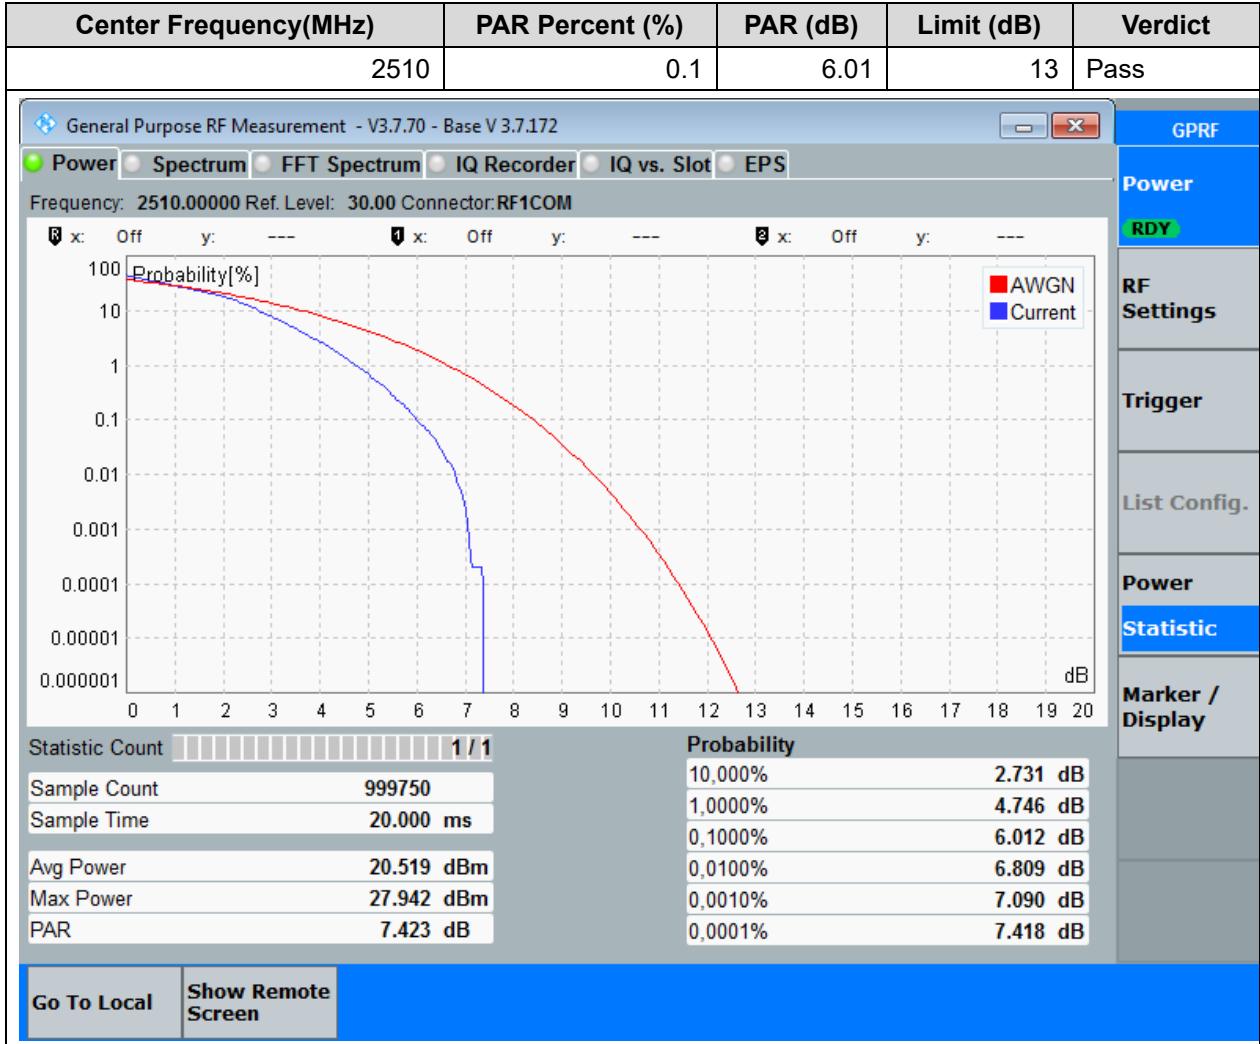 Center Frequency(MHz) PAR Percent (%) PAR (dB) Limit (dB) Verdict
2510 0.1 6.01 13 Pass
General Purpose RF Measurement - V3.7.70 - Base V 3.7.172
GPRF
Power Spectrum FFT Spectrum IQ Recorder IQ vs. Slot EPS
Frequency: 2510.00000 Ref. Level: 30.00 Connector: RF1COM
R x: Off y: --- 1 x: Off y: --- 2 x: Off y: ---
Probability[%]
AWGN
Current
100
10
1
0.1
0.01
0.001
0.0001
0.00001
0.000001
dB
0 1 2 3 4 5 6 7 8 9 10 11 12 13 14 15 16 17 18 19 20
Statistic Count 1 / 1
Sample Count 999750
Sample Time 20.000 ms
Avg Power 20.519 dBm
Max Power 27.942 dBm
PAR 7.423 dB
Probability
10,000% 2.731 dB
1,0000% 4.746 dB
0,1000% 6.012 dB
0,0100% 6.809 dB
0,0010% 7.090 dB
0,0001% 7.418 dB
Power
RDY
RF
Settings
Trigger
List Config.
Power
Statistic
Marker /
Display
Go To Local
Show Remote
Screen